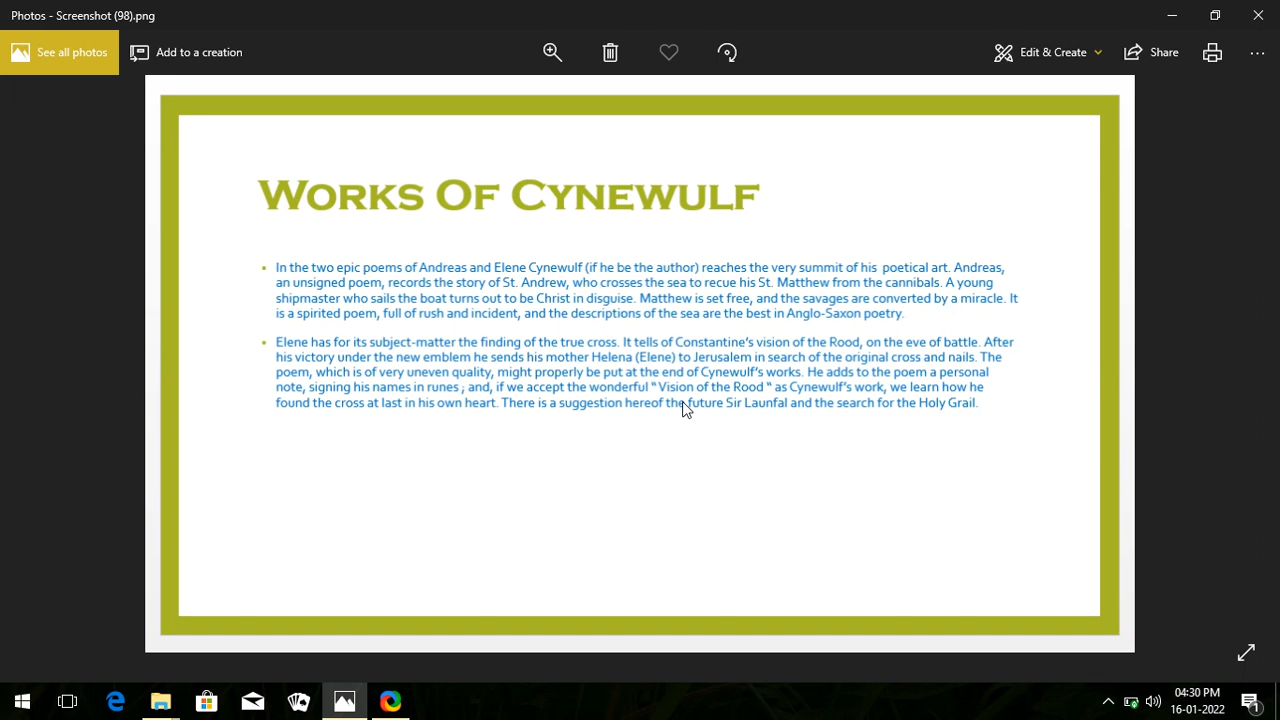 Photos - Screenshot (98).png
See all photos
Add to a creation
Edit & Create
Share
WORKS OF CYNEWULF
• In the two epic poems of Andreas and Elene Cynewulf (if he be the author) reaches the very summit of his poetical art. Andreas,
an unsigned poem, records the story of St. Andrew, who crosses the sea to recue his St. Matthew from the cannibals. A young
shipmaster who sails the boat turns out to be Christ in disguise. Matthew is set free, and the savages are converted by a miracle. It
is a spirited poem, full of rush and incident, and the descriptions of the sea are the best in Anglo-Saxon poetry.
• Elene has for its subject-matter the finding of the true cross. It tells of Constantine's vision of the Rood, on the eve of battle. After
his victory under the new emblem he sends his mother Helena (Elene) to Jerusalem in search of the original cross and nails. The
poem, which is of very uneven quality, might properly be put at the end of Cynewulf's works. He adds to the poem a personal
note, signing his names in runes ; and, if we accept the wonderful " Vision of the Rood " as Cynewulf's work, we learn how he
found the cross at last in his own heart. There is a suggestion hereof the future Sir Launfal and the search for the Holy Grail.
04:30 PM
16-01-2022
1